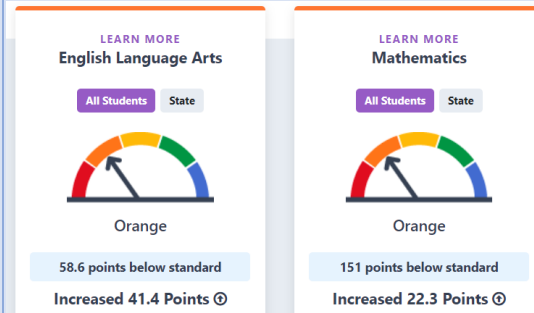 LEARN MORE
English Language Arts
All Students State
Orange
58.6 points below standard
Increased 41.4 Points
LEARN MORE
Mathematics
All Students State
Orange
151 points below standard
Increased 22.3 Points